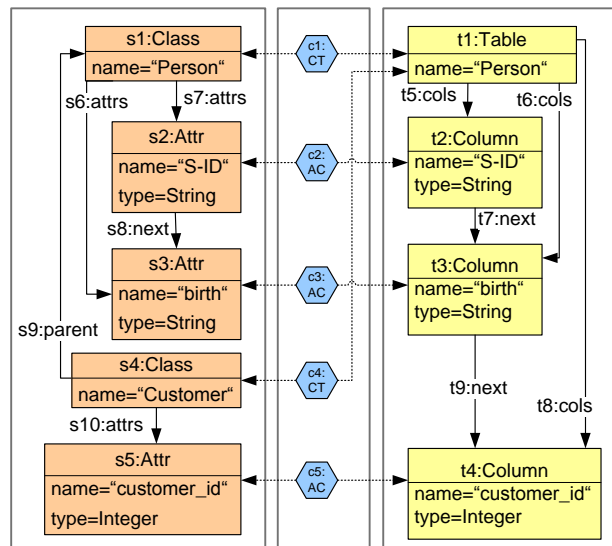 s1:Class
name=“Person“
s6:attrs
s7:attrs
s2:Attr
name=“S-ID“
type=String
s8:next
s3:Attr
name=“birth“
type=String
s9:parent
s4:Class
name=“Customer“
s10:attrs
s5:Attr
name=“customer_id“
type=Integer
c1:
CT
c2:
AC
c3:
AC
c4:
CT
c5:
AC
t1:Table
name=“Person“
t5:cols
t6:cols
t2:Column
name=“S-ID“
type=String
t7:next
t3:Column
name=“birth“
type=String
t9:next
t8:cols
t4:Column
name=“customer_id“
type=Integer